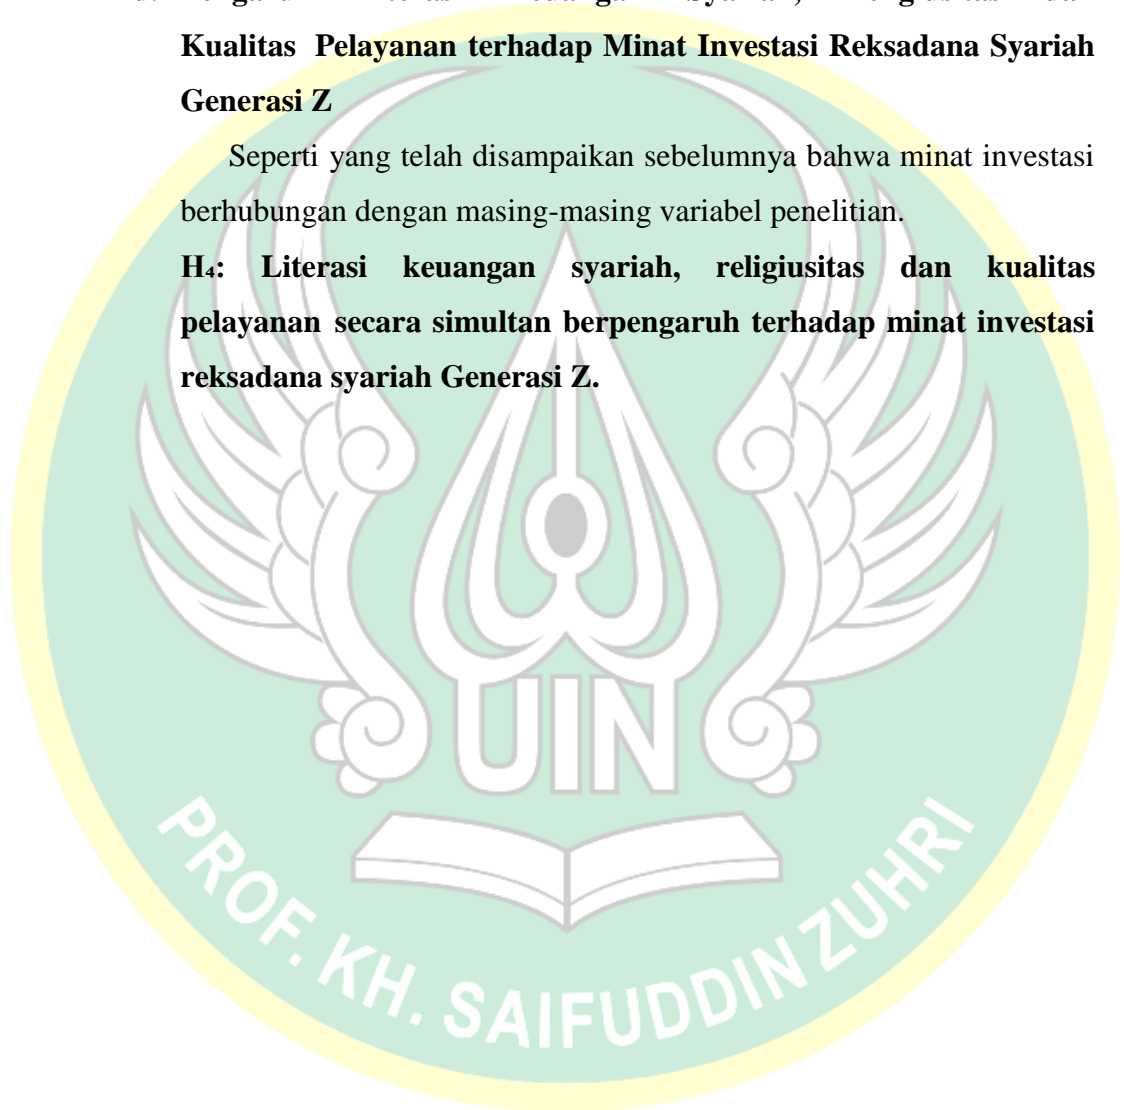 Kualitas Pelayanan terhadap Minat Investasi Reksadana Syariah
Generasi Z
Seperti yang telah disampaikan sebelumnya bahwa minat investasi
berhubungan dengan masing-masing variabel penelitian.
H₄: Literasi keuangan syariah, religiusitas dan kualitas
pelayanan secara simultan berpengaruh terhadap minat investasi
reksadana syariah Generasi Z.
UIN
PROF. KH. SAIFUDDIN ZUHRI